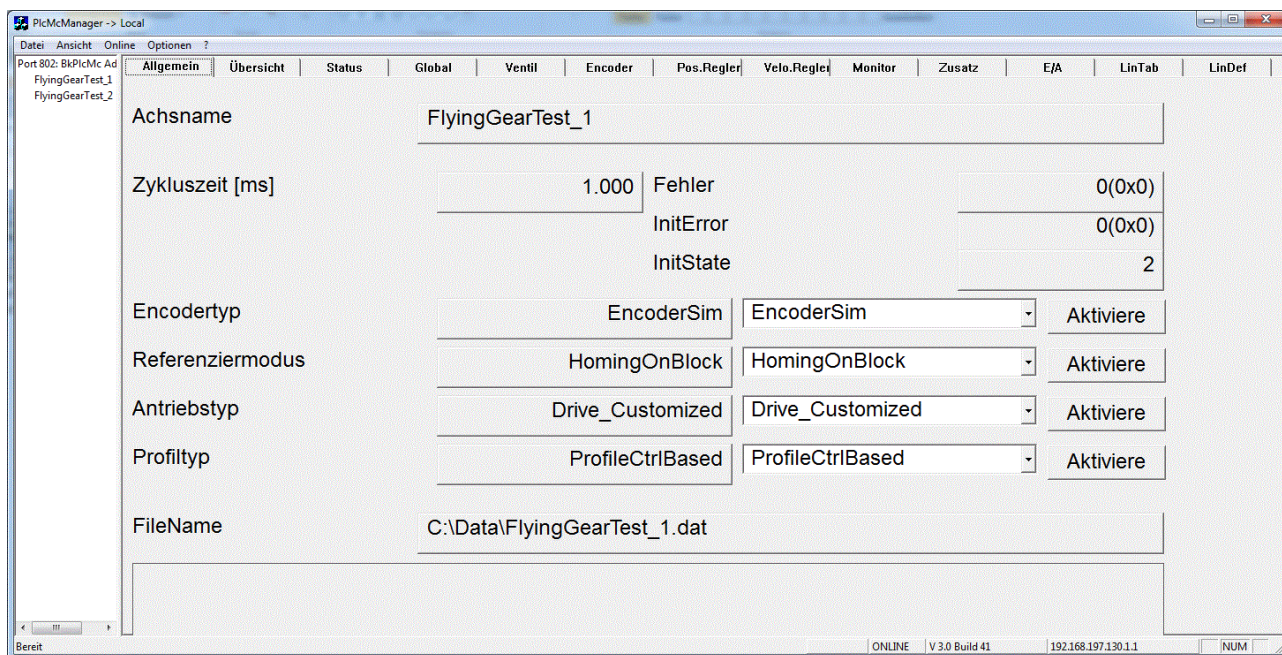 PlcMcManager -> Local
Datei Ansicht Online Optionen ?
Port 802: BkPlcMc Ad
FlyingGearTest_1
FlyingGearTest_2
Allgemein Übersicht Status Global Ventil Encoder Pos.Regler Velo.Regler Monitor Zusatz E/A LinTab LinDef
Achsname FlyingGearTest_1
Zykluszeit [ms] 1.000 Fehler 0(0x0)
InitError 0(0x0)
InitState 2
Encodertyp EncoderSim EncoderSim Aktiviere
Referenziermodus HomingOnBlock HomingOnBlock Aktiviere
Antriebstyp Drive_Customized Drive_Customized Aktiviere
Profiltyp ProfileCtrlBased ProfileCtrlBased Aktiviere
FileName C:\Data\FlyingGearTest_1.dat
Bereit ONLINE V 3.0 Build 41 192.168.197.130.1.1 NUM